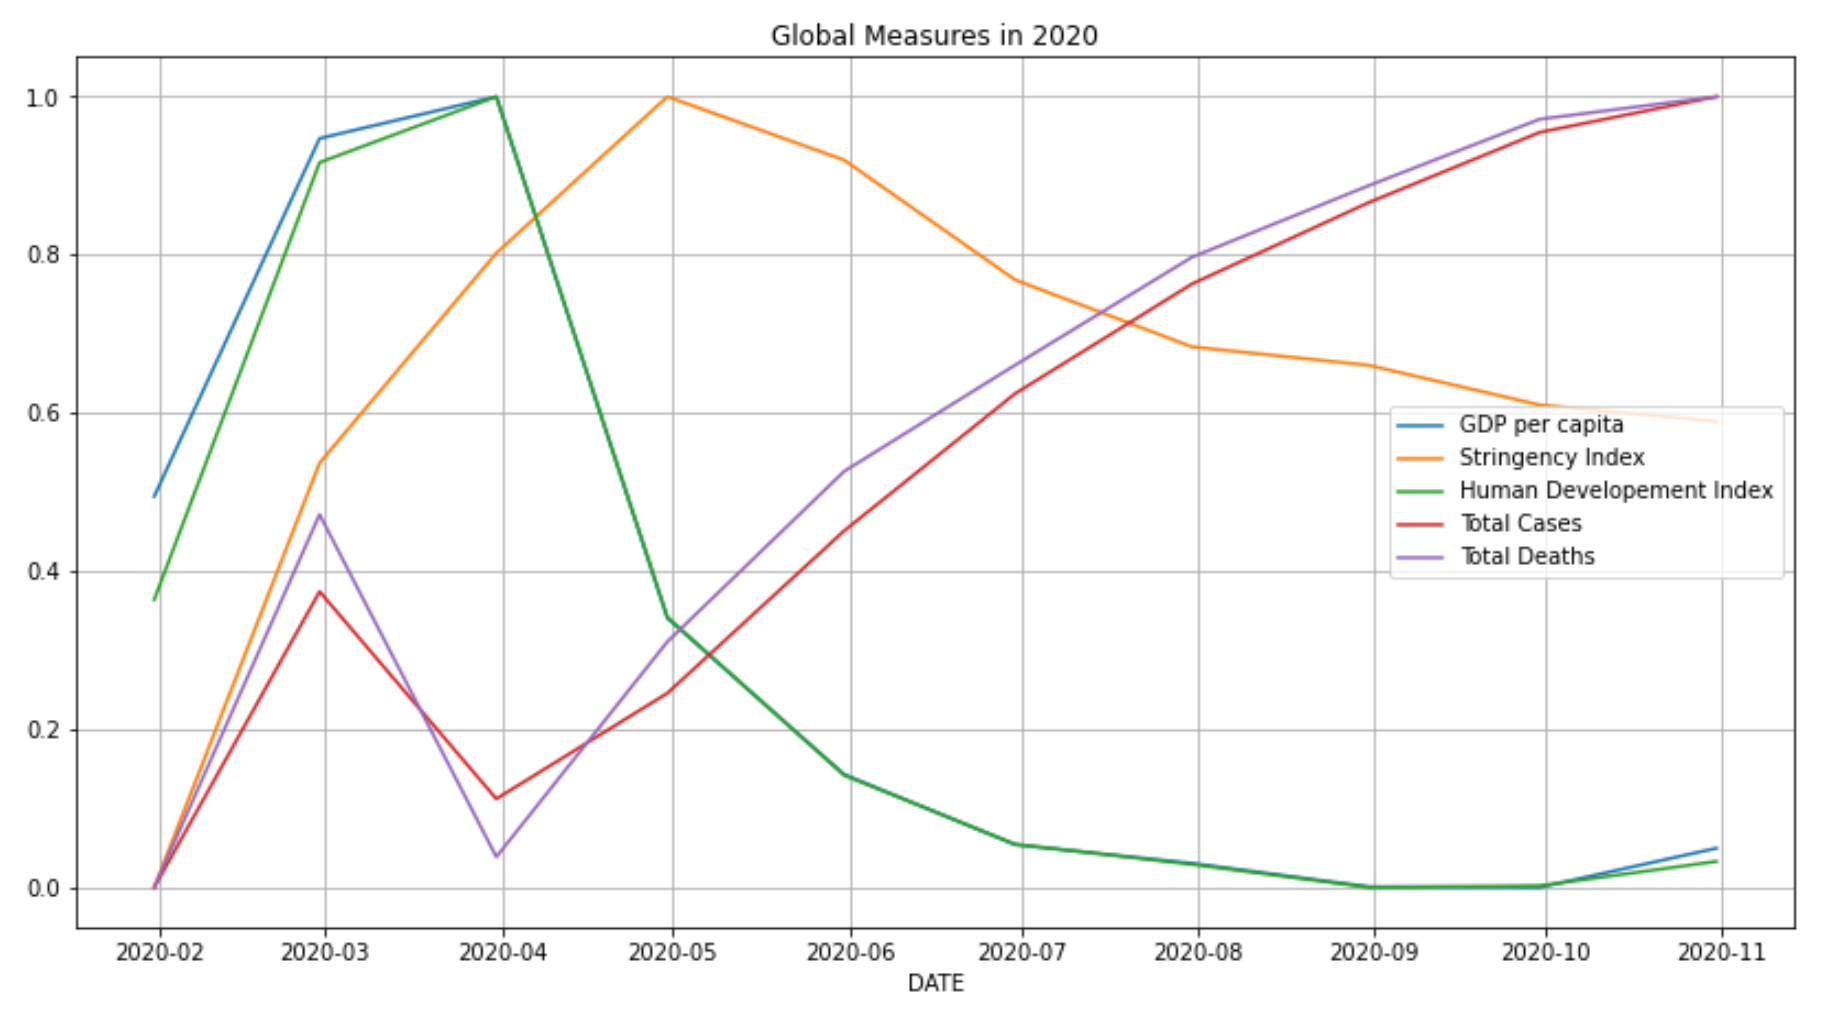 Global Measures in 2020
1.0
0.8
0.6
0.4
0.2
0.0
GDP per capita
Stringency Index
Human Developement Index
Total Cases
Total Deaths
2020-02 2020-03 2020-04 2020-05 2020-06 2020-07 2020-08 2020-09 2020-10 2020-11
DATE